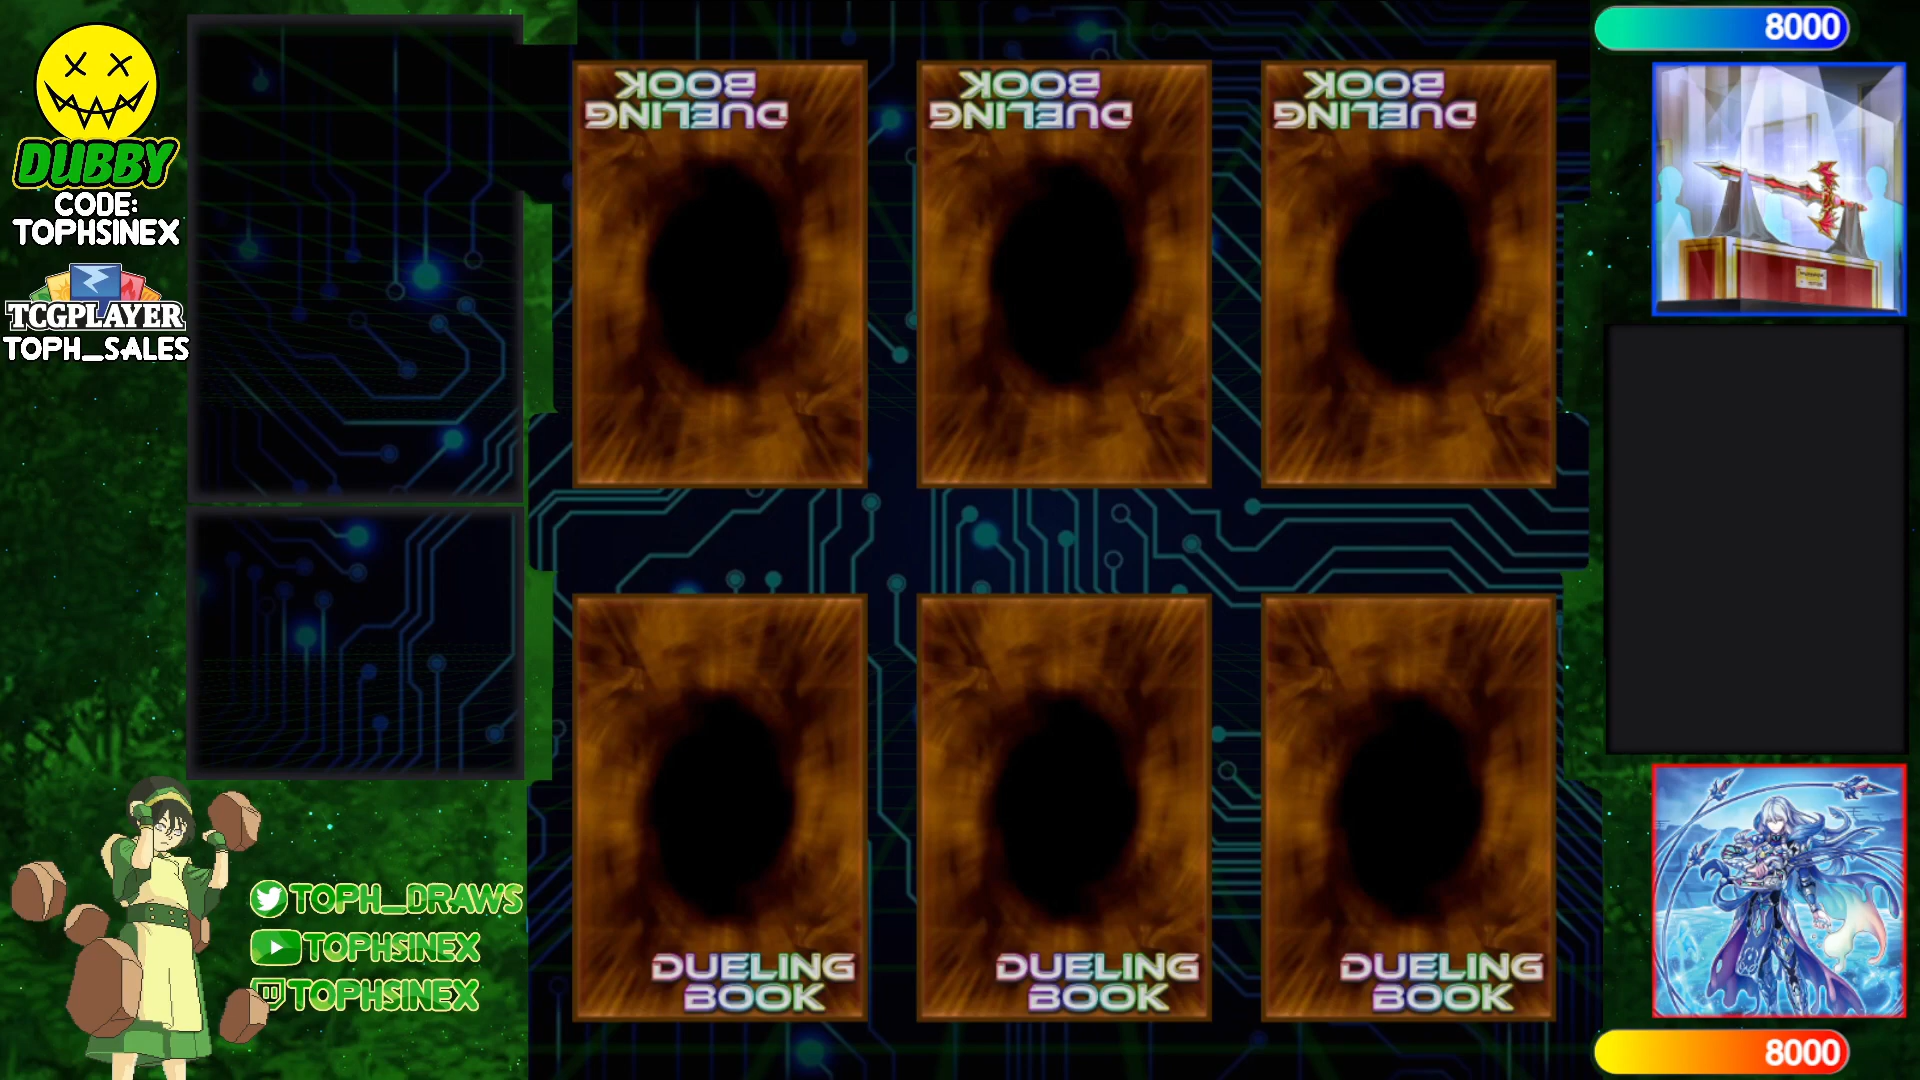 DUBBY
CODE:
TOPHSINEX
TCGPLAYER
TOPH_SALES
DUELING
BOOK
DUELING
BOOK
DUELING
BOOK
8000
DUELING
BOOK
DUELING
BOOK
DUELING
BOOK
TOPH_DRAWS
TOPHSINEX
TOPHSINEX
8000